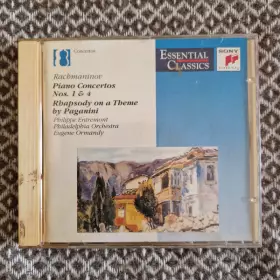 Concertos
ESSENTIAL
CLASSICS
SONY
Rachmaninov
Piano Concertos
Nos. 1 & 4
Rhapsody on a Theme
by Paganini
Philippe Entremont
Philadelphia Orchestra
Eugene Ormandy